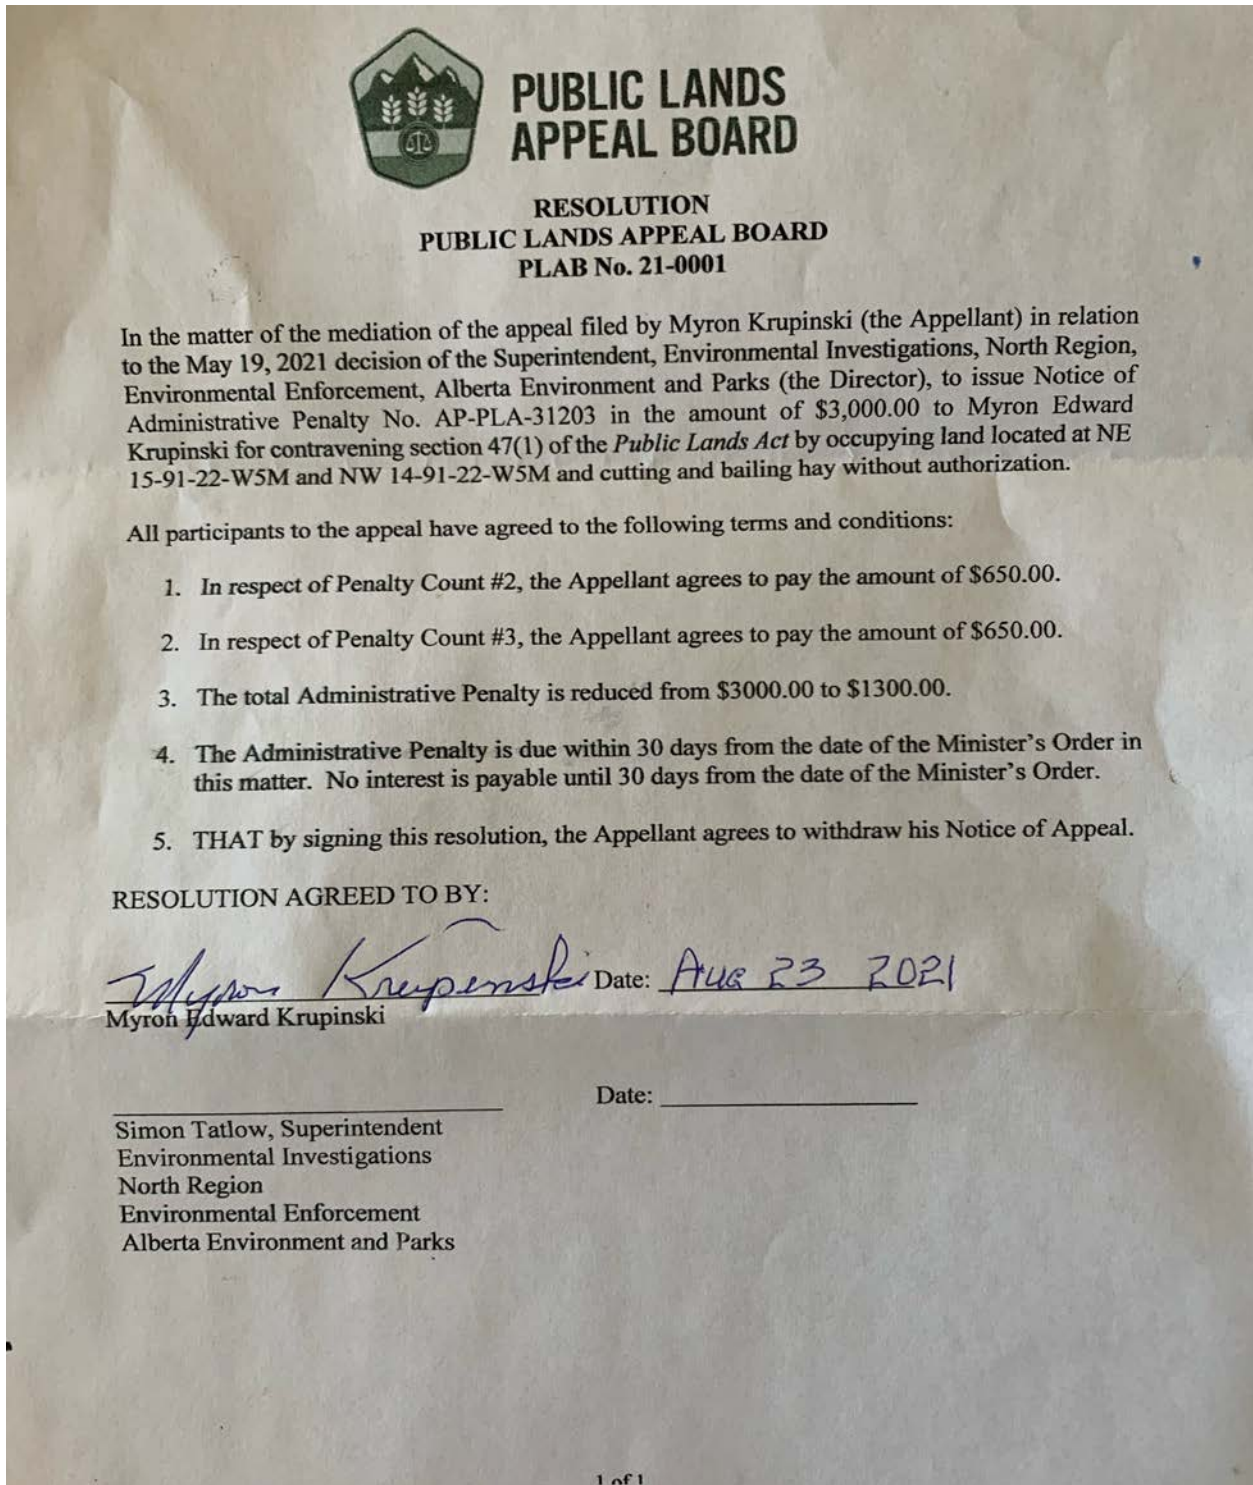 PUBLIC LANDS
APPEAL BOARD
RESOLUTION
PUBLIC LANDS APPEAL BOARD
PLAB No. 21-0001
In the matter of the mediation of the appeal filed by Myron Krupinski (the Appellant) in relation
to the May 19, 2021 decision of the Superintendent, Environmental Investigations, North Region,
Environmental Enforcement, Alberta Environment and Parks (the Director), to issue Notice of
Administrative Penalty No. AP-PLA-31203 in the amount of $3,000.00 to Myron Edward
Krupinski for contravening section 47(1) of the Public Lands Act by occupying land located at NE
15-91-22-W5M and NW 14-91-22-W5M and cutting and bailing hay without authorization.
All participants to the appeal have agreed to the following terms and conditions:
1. In respect of Penalty Count #2, the Appellant agrees to pay the amount of $650.00.
2. In respect of Penalty Count #3, the Appellant agrees to pay the amount of $650.00.
3. The total Administrative Penalty is reduced from $3000.00 to $1300.00.
4. The Administrative Penalty is due within 30 days from the date of the Minister's Order in
this matter. No interest is payable until 30 days from the date of the Minister's Order.
5. THAT by signing this resolution, the Appellant agrees to withdraw his Notice of Appeal.
RESOLUTION AGREED TO BY:
Myron Krupinski Date: Aug 23 2021
Myron Edward Krupinski
Date:
Simon Tatlow, Superintendent
Environmental Investigations
North Region
Environmental Enforcement
Alberta Environment and Parks
1 of 1